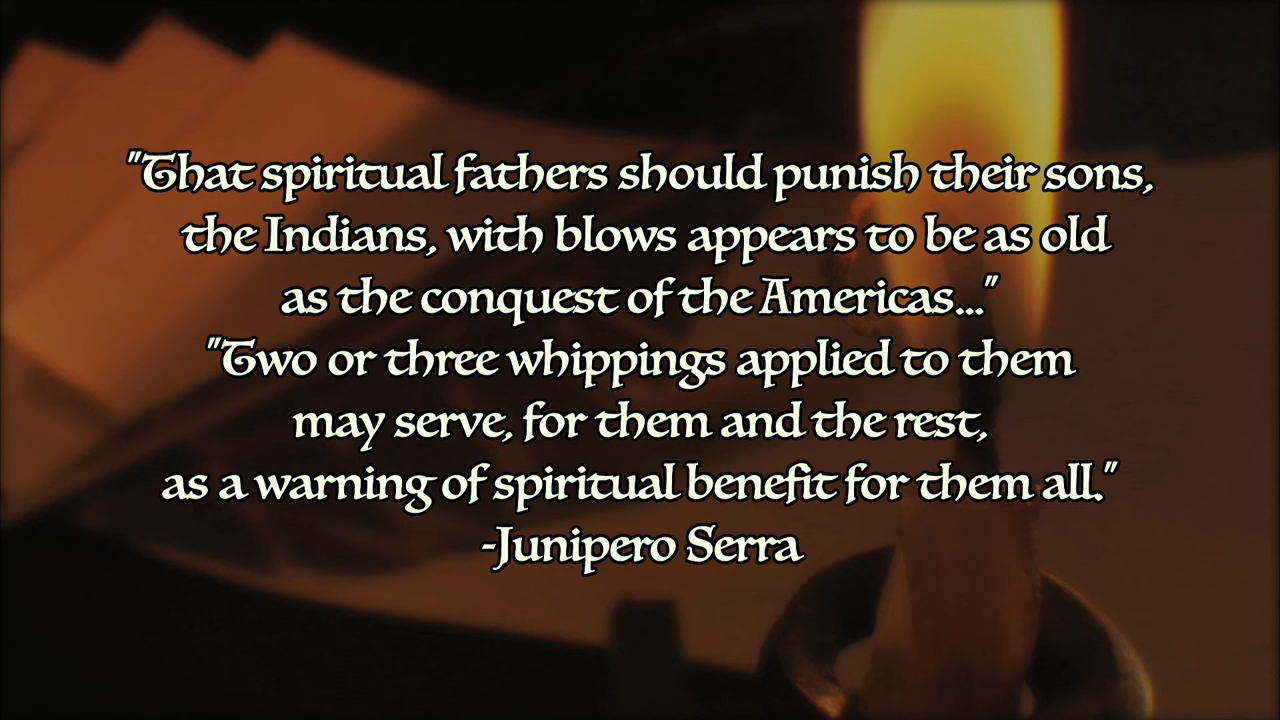 "That spiritual fathers should punish their sons,
the Indians, with blows appears to be as old
as the conquest of the Americas..."
"Two or three whippings applied to them
may serve, for them and the rest,
as a warning of spiritual benefit for them all."
-Junipero Serra